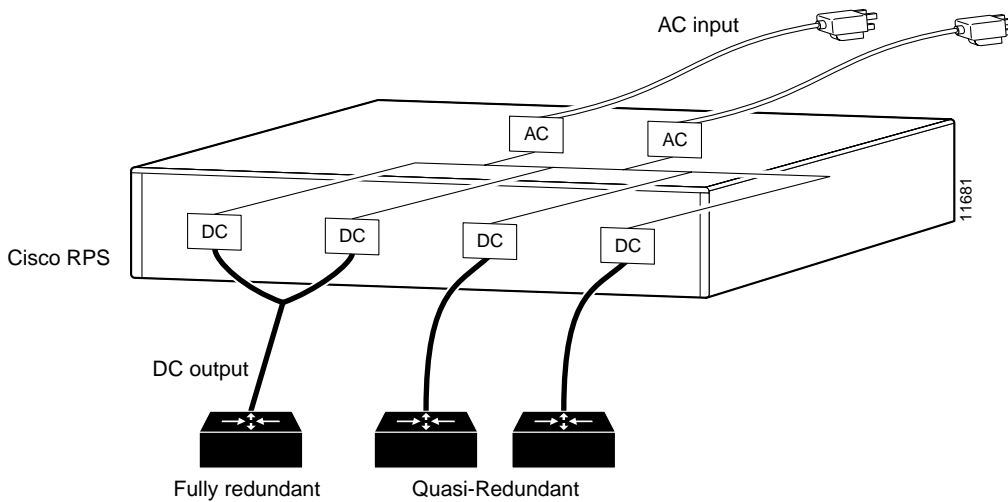 AC input
AC
AC
11681
DC
DC
DC
DC
Cisco RPS
DC output
Fully redundant
Quasi-Redundant